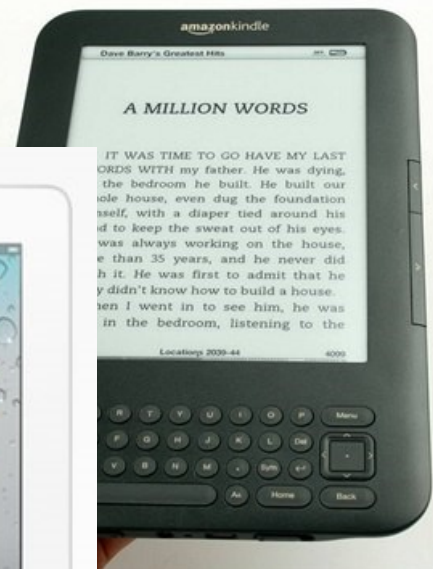 amazonkindle
Dave Barry's Greatest Hits
A MILLION WORDS
IT WAS TIME TO GO HAVE MY LAST
ORDS WITH my father. He was dying,
the bedroom he built. He built our
ole house, even dug the foundation
mself, with a diaper tied around his
d to keep the sweat out of his eyes.
was always working on the house,
e than 35 years, and he never did
h it. He was first to admit that he
y didn't know how to build a house.
en I went in to see him, he was
in the bedroom, listening to the
Locations 2039-44 4009
R T Y U I O P Menu
F G H J K L Del
V B N M . Sym
Aa Home Back